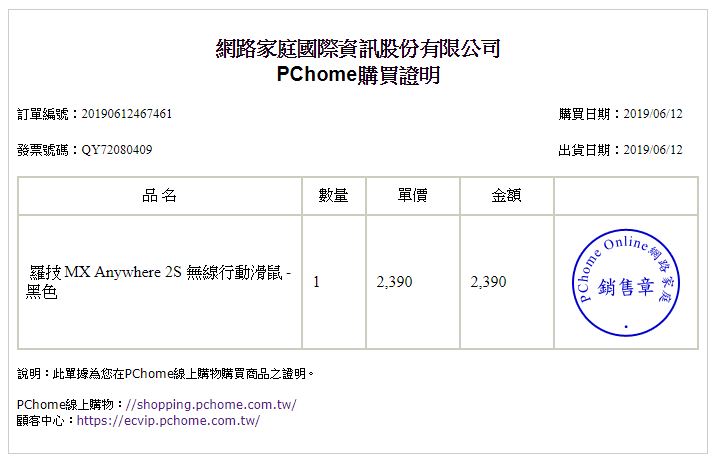 網路家庭國際資訊股份有限公司
PChome購買證明
訂單編號：20190612467461 購買日期：2019/06/12
發票號碼：QY72080409 出貨日期：2019/06/12
品 名 數量 單價 金額
羅技 MX Anywhere 2S 無線行動滑鼠 -
黑色
1 2,390 2,390
PChome Online網路家庭
銷售章
說明：此單據為您在PChome線上購物購買商品之證明。
PChome線上購物：//shopping.pchome.com.tw/
顧客中心：https://ecvip.pchome.com.tw/